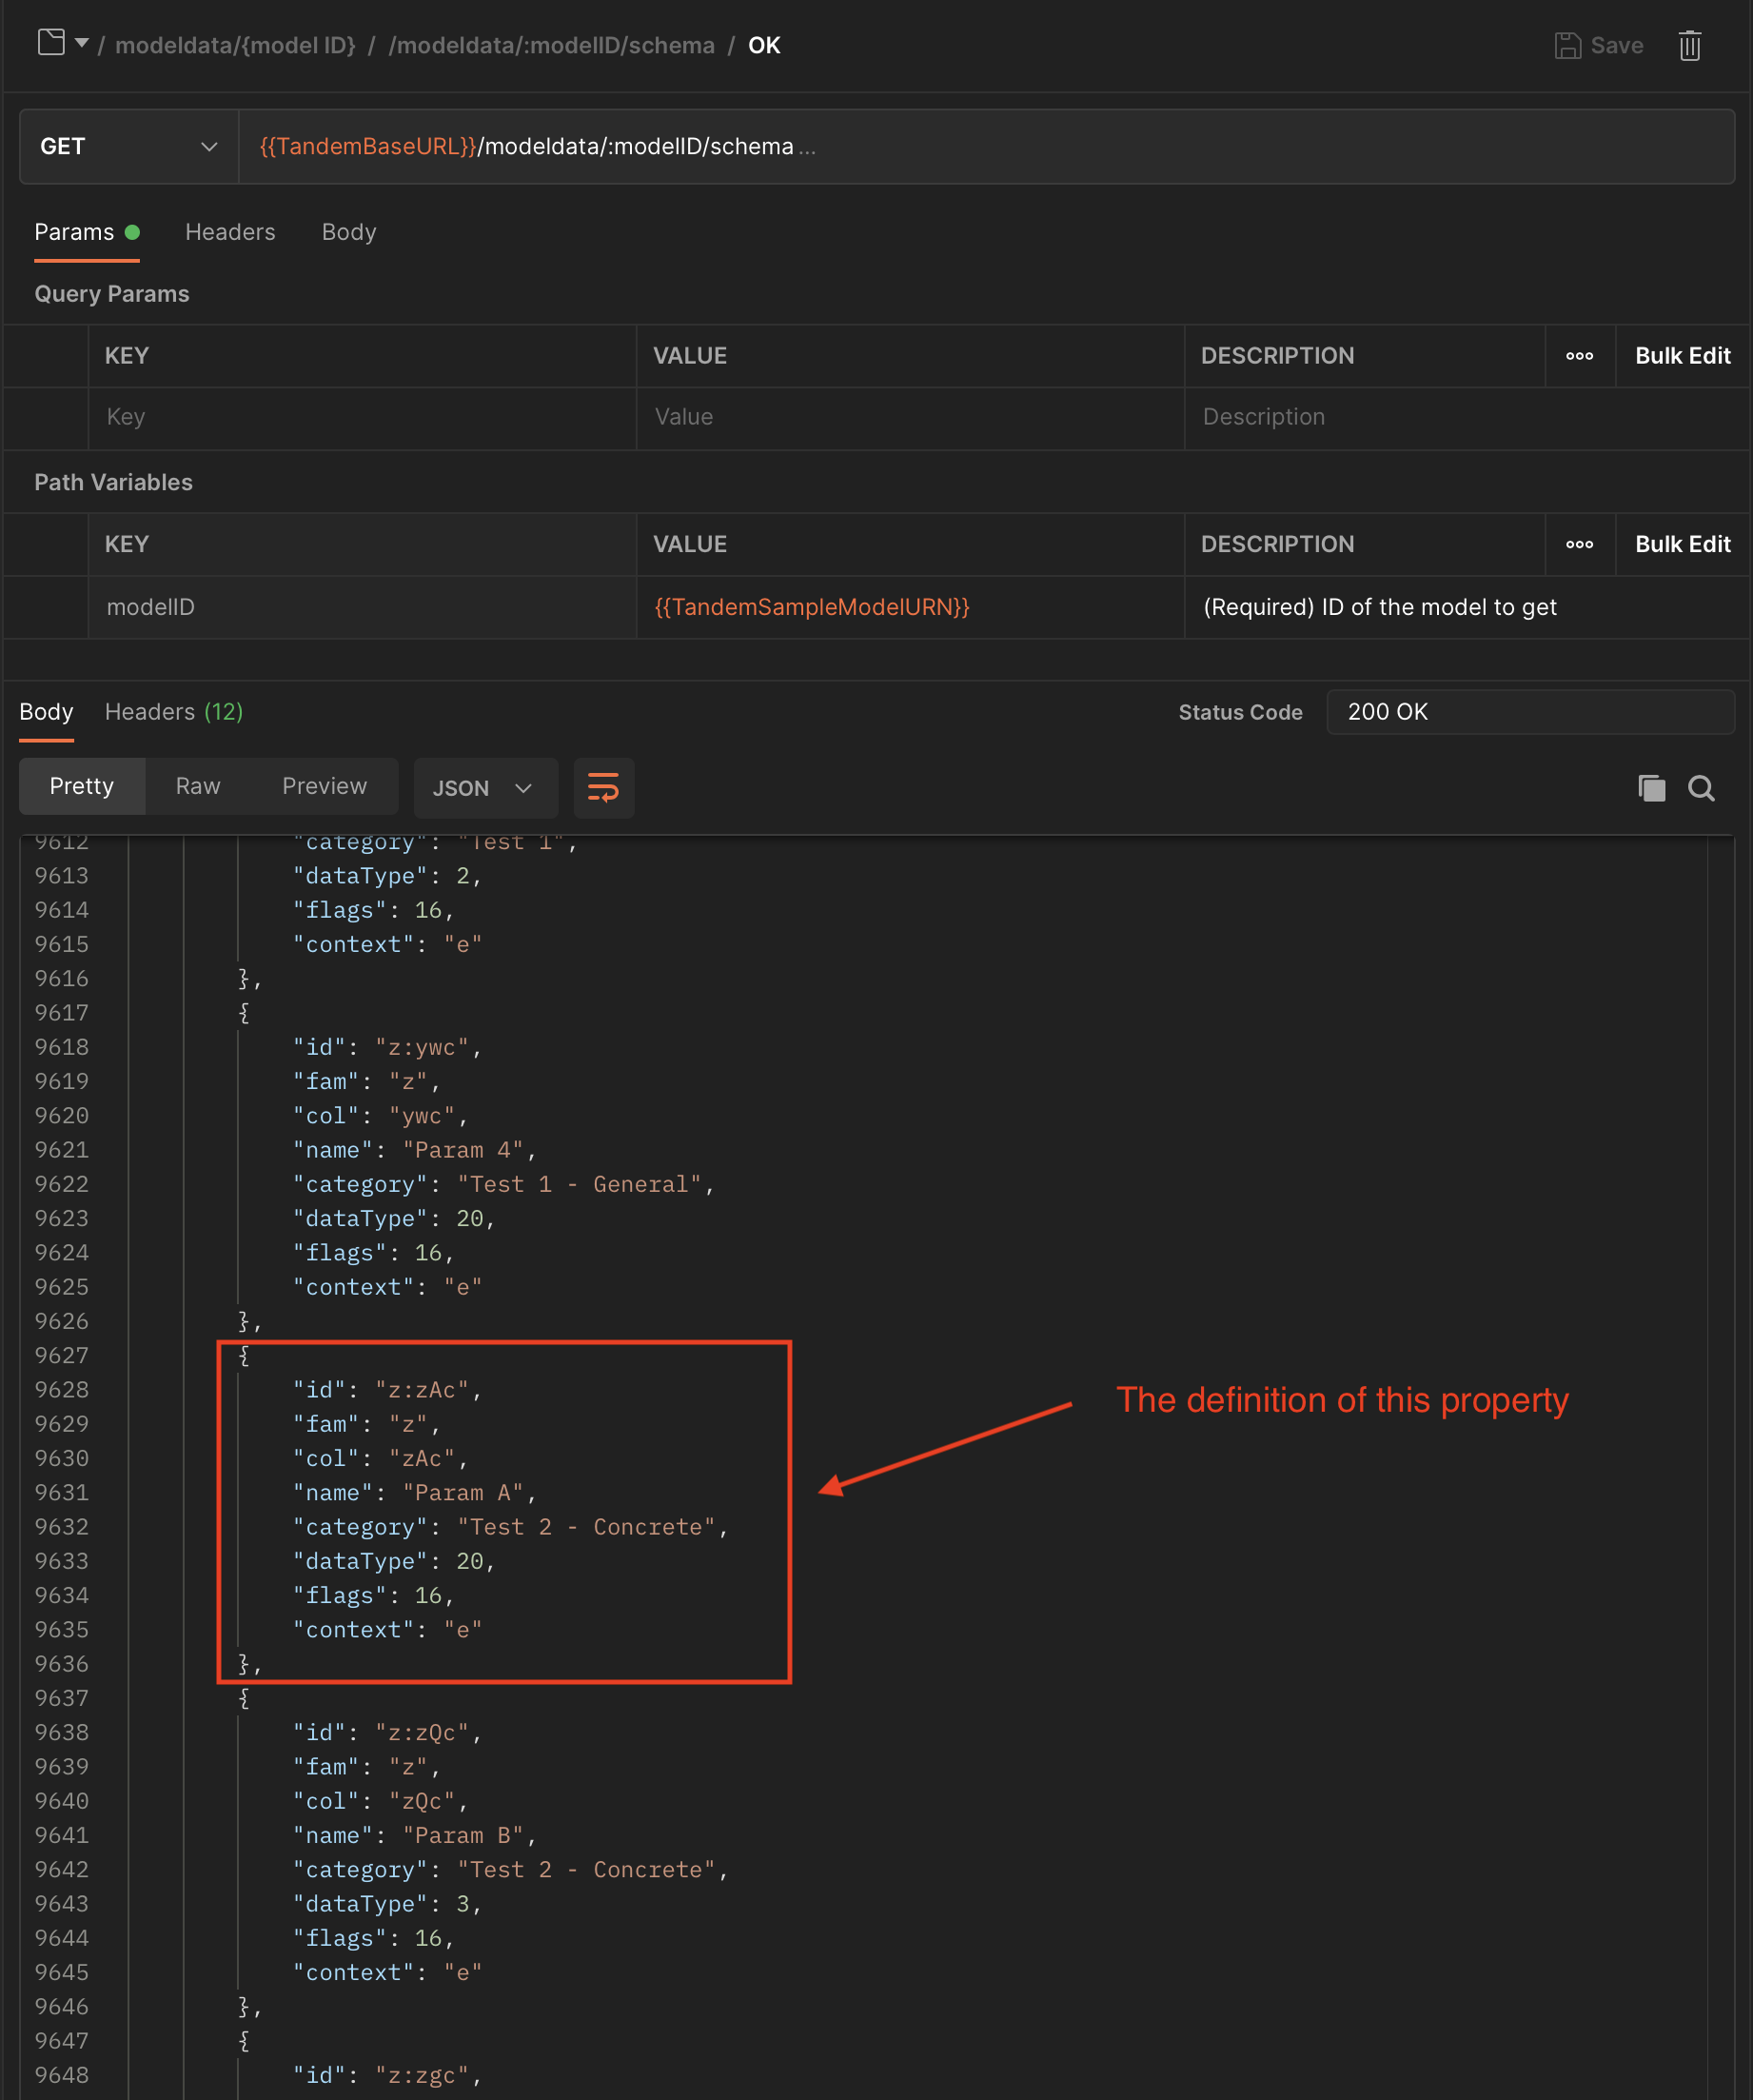 / modeldata/{model ID} / /modeldata/:modelID/schema / OK Save
GET {{TandemBaseURL}}/modeldata/:modelID/schema ...
Params Headers Body
Query Params
KEY VALUE DESCRIPTION ooo Bulk Edit
Key Value Description
Path Variables
KEY VALUE DESCRIPTION ooo Bulk Edit
modelID {{TandemSampleModelURN}} (Required) ID of the model to get
Body Headers (12) Status Code 200 OK
Pretty Raw Preview JSON
9612 "category": "Test 1",
9613 "dataType": 2,
9614 "flags": 16,
9615 "context": "e"
9616 },
9617 {
9618 "id": "z:ywc",
9619 "fam": "z",
9620 "col": "ywc",
9621 "name": "Param 4",
9622 "category": "Test 1 - General",
9623 "dataType": 20,
9624 "flags": 16,
9625 "context": "e"
9626 },
9627 {
9628 "id": "z:zAc",
The definition of this property
9629 "fam": "z",
9630 "col": "zAc",
9631 "name": "Param A",
9632 "category": "Test 2 - Concrete",
9633 "dataType": 20,
9634 "flags": 16,
9635 "context": "e"
9636 },
9637 {
9638 "id": "z:zQc",
9639 "fam": "z",
9640 "col": "zQc",
9641 "name": "Param B",
9642 "category": "Test 2 - Concrete",
9643 "dataType": 3,
9644 "flags": 16,
9645 "context": "e"
9646 },
9647 {
9648 "id": "z:zgc",